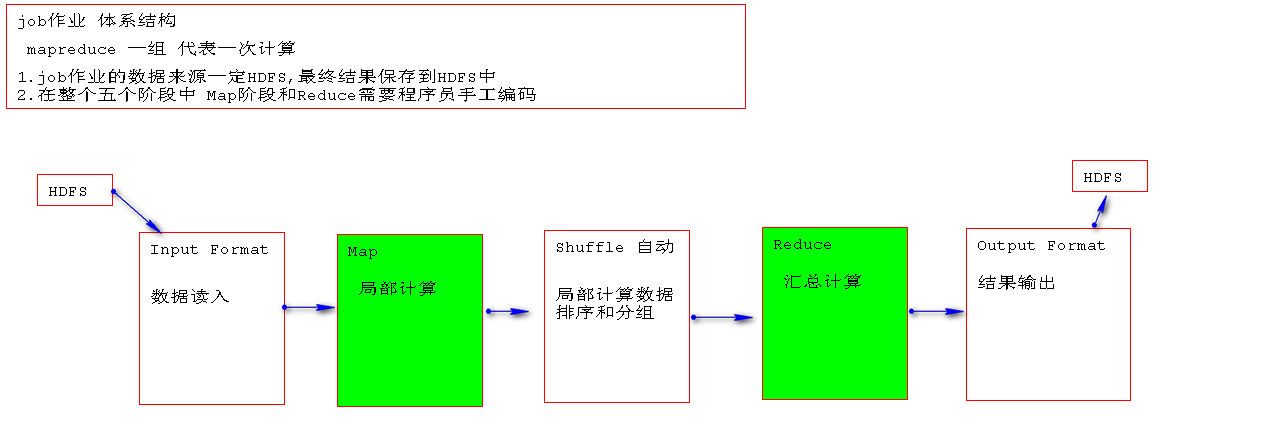 job作业 体系结构
mapreduce 一组 代表一次计算
1.job作业的数据来源一定HDFS,最终结果保存到HDFS中
2.在整个五个阶段中 Map阶段和Reduce需要程序员手工编码
HDFS
HDFS
Input Format
数据读入
Map
局部计算
Shuffle 自动
局部计算数据
排序和分组
Reduce
汇总计算
Output Format
结果输出